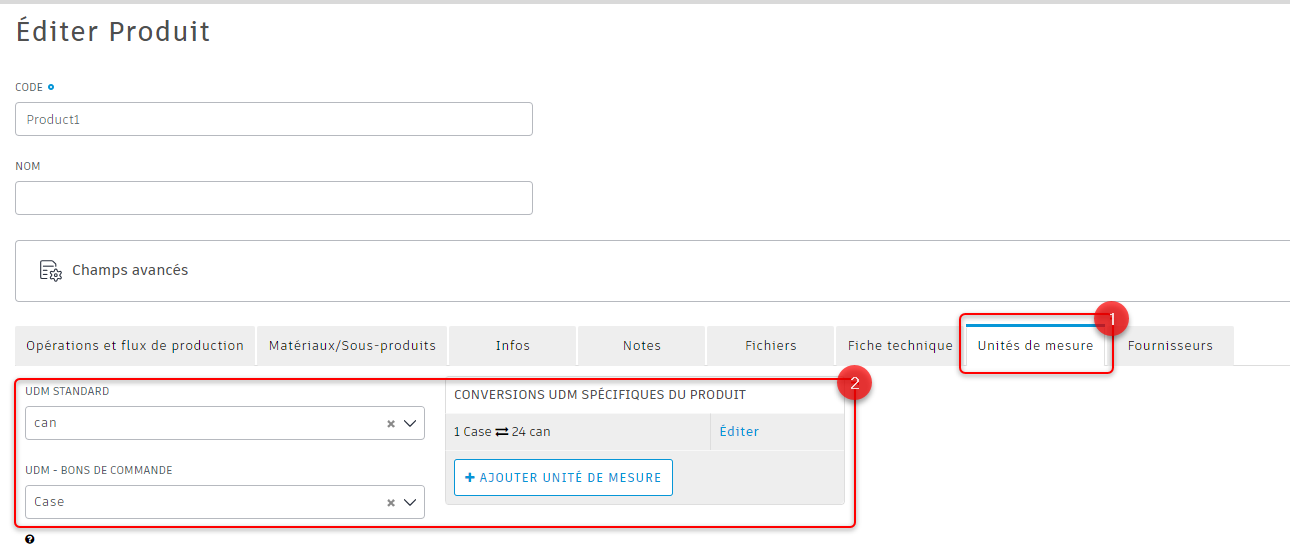 Éditer Produit
CODE
Product1
NOM
Champs avancés
Opérations et flux de production
Matériaux/Sous-produits
Infos
Notes
Fichiers
Fiche technique
Unités de mesure
Fournisseurs
1
2
UDM STANDARD
can
UDM - BONS DE COMMANDE
Case
CONVERSIONS UDM SPÉCIFIQUES DU PRODUIT
1 Case ⇄ 24 can
Éditer
+ AJOUTER UNITÉ DE MESURE